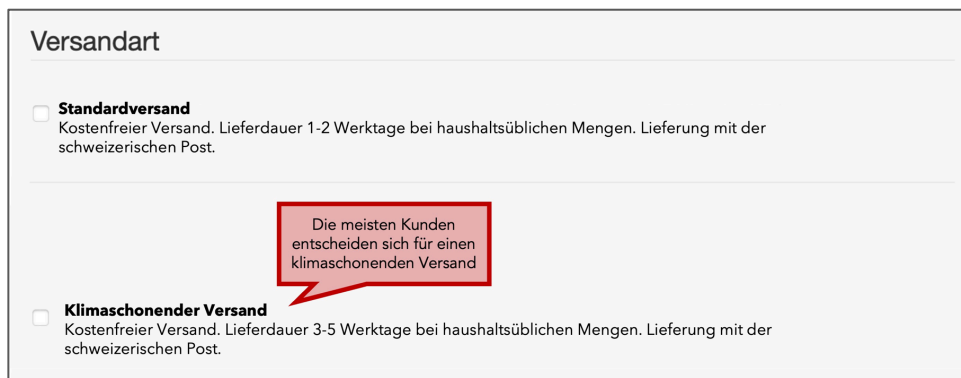 Versandart
Standardversand
Kostenfreier Versand. Lieferdauer 1-2 Werktage bei haushaltsüblichen Mengen. Lieferung mit der
schweizerischen Post.
Die meisten Kunden
entscheiden sich für einen
klimaschonenden Versand
Klimaschonender Versand
Kostenfreier Versand. Lieferdauer 3-5 Werktage bei haushaltsüblichen Mengen. Lieferung mit der
schweizerischen Post.